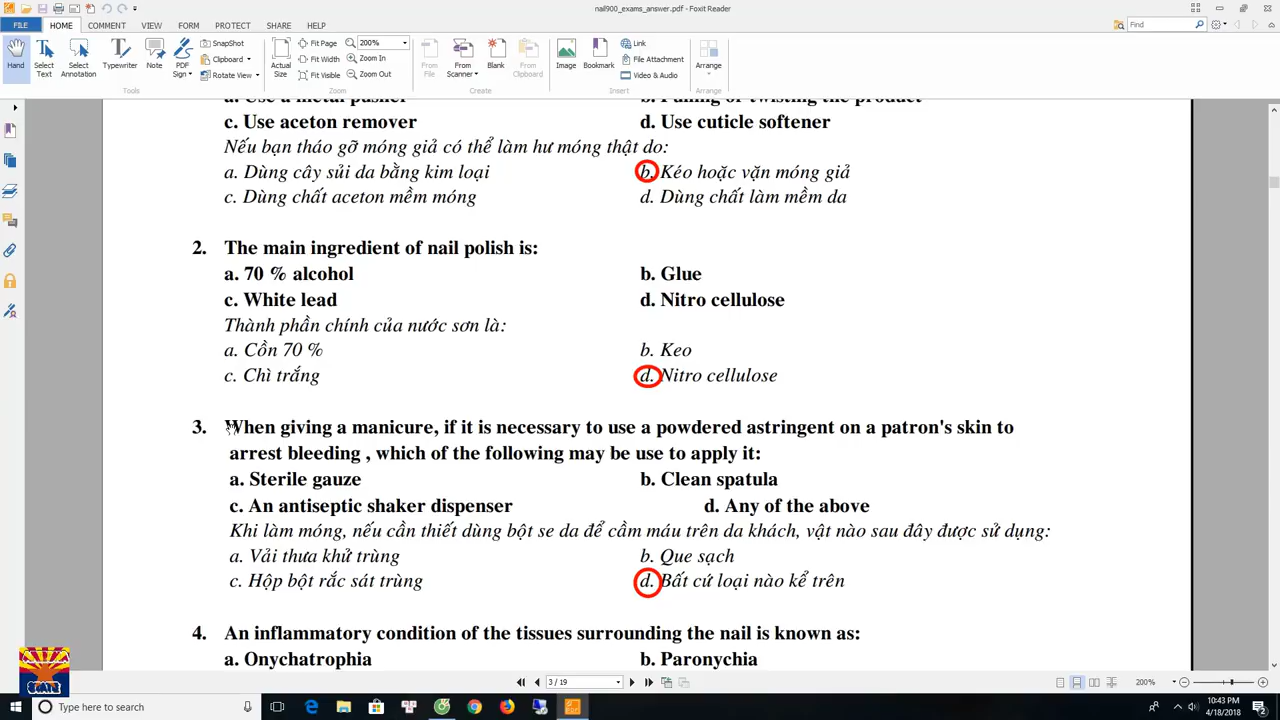 nail900_exams_answer.pdf - Foxit Reader
FILE HOME COMMENT VIEW FORM PROTECT SHARE HELP
Find
Hand
Select Text
Select Annotation
SnapShot
Clipboard
Rotate View
Tools
Fit Page
Fit Width
Fit Visible
200%
Zoom In
Zoom Out
Zoom
Typewriter
Note
PDF Sign
Actual Size
From File
From Scanner
Blank
From Clipboard
Create
Image
Bookmark
Link
File Attachment
Video & Audio
Insert
Arrange
Arrange
a. Use a metal pusher b. Pulling or twisting the product
c. Use aceton remover d. Use cuticle softener
Nếu bạn tháo gỡ móng giả có thể làm hư móng thật do:
a. Dùng cây sủi da bằng kim loại b. Kéo hoặc vặn móng giả
c. Dùng chất aceton mềm móng d. Dùng chất làm mềm da
2. The main ingredient of nail polish is:
a. 70 % alcohol b. Glue
c. White lead d. Nitro cellulose
Thành phần chính của nước sơn là:
a. Cồn 70 % b. Keo
c. Chì trắng d. Nitro cellulose
3. When giving a manicure, if it is necessary to use a powdered astringent on a patron's skin to
arrest bleeding , which of the following may be use to apply it:
a. Sterile gauze b. Clean spatula
c. An antiseptic shaker dispenser d. Any of the above
Khi làm móng, nếu cần thiết dùng bột se da để cầm máu trên da khách, vật nào sau đây được sử dụng:
a. Vải thưa khử trùng b. Que sạch
c. Hộp bột rắc sát trùng d. Bất cứ loại nào kể trên
4. An inflammatory condition of the tissues surrounding the nail is known as:
a. Onychatrophia b. Paronychia
STATE
3 / 19
200%
Type here to search
10:43 PM
4/18/2018